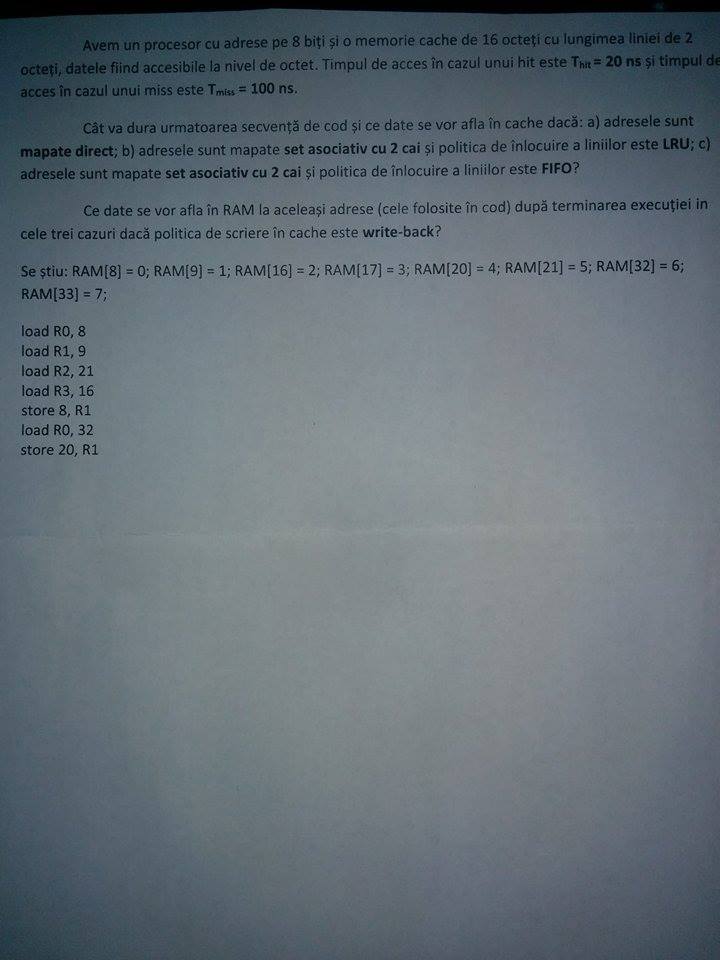 Avem un procesor cu adrese pe 8 biți și o memorie cache de 16 octeți cu lungimea liniei de 2
octeți, datele fiind accesibile la nivel de octet. Timpul de acces în cazul unui hit este Thit = 20 ns și timpul de
acces în cazul unui miss este Tmiss = 100 ns.
Cât va dura urmatoarea secvență de cod și ce date se vor afla în cache dacă: a) adresele sunt
mapate direct; b) adresele sunt mapate set asociativ cu 2 cai și politica de înlocuire a liniilor este LRU; c)
adresele sunt mapate set asociativ cu 2 cai și politica de înlocuire a liniilor este FIFO?
Ce date se vor afla în RAM la aceleași adrese (cele folosite în cod) după terminarea execuției in
cele trei cazuri dacă politica de scriere în cache este write-back?
Se știu: RAM[8] = 0; RAM[9] = 1; RAM[16] = 2; RAM[17] = 3; RAM[20] = 4; RAM[21] = 5; RAM[32] = 6;
RAM[33] = 7;
load R0, 8
load R1, 9
load R2, 21
load R3, 16
store 8, R1
load R0, 32
store 20, R1